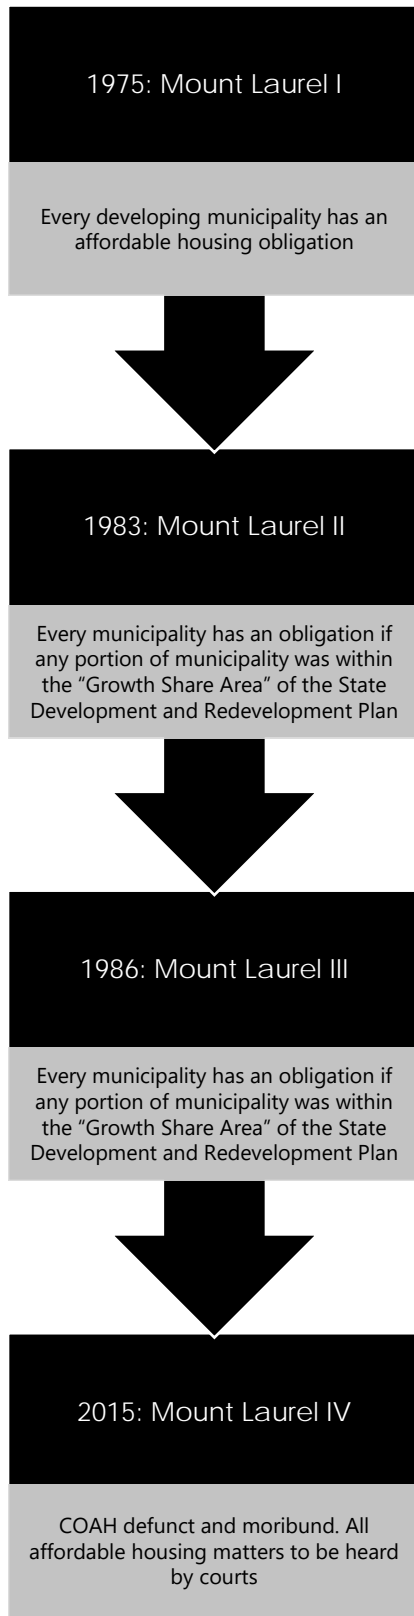 1975: Mount Laurel I
Every developing municipality has an
affordable housing obligation
1983: Mount Laurel II
Every municipality has an obligation if
any portion of municipality was within
the “Growth Share Area” of the State
Development and Redevelopment Plan
1986: Mount Laurel III
Every municipality has an obligation if
any portion of municipality was within
the “Growth Share Area” of the State
Development and Redevelopment Plan
2015: Mount Laurel IV
COAH defunct and moribund. All
affordable housing matters to be heard
by courts